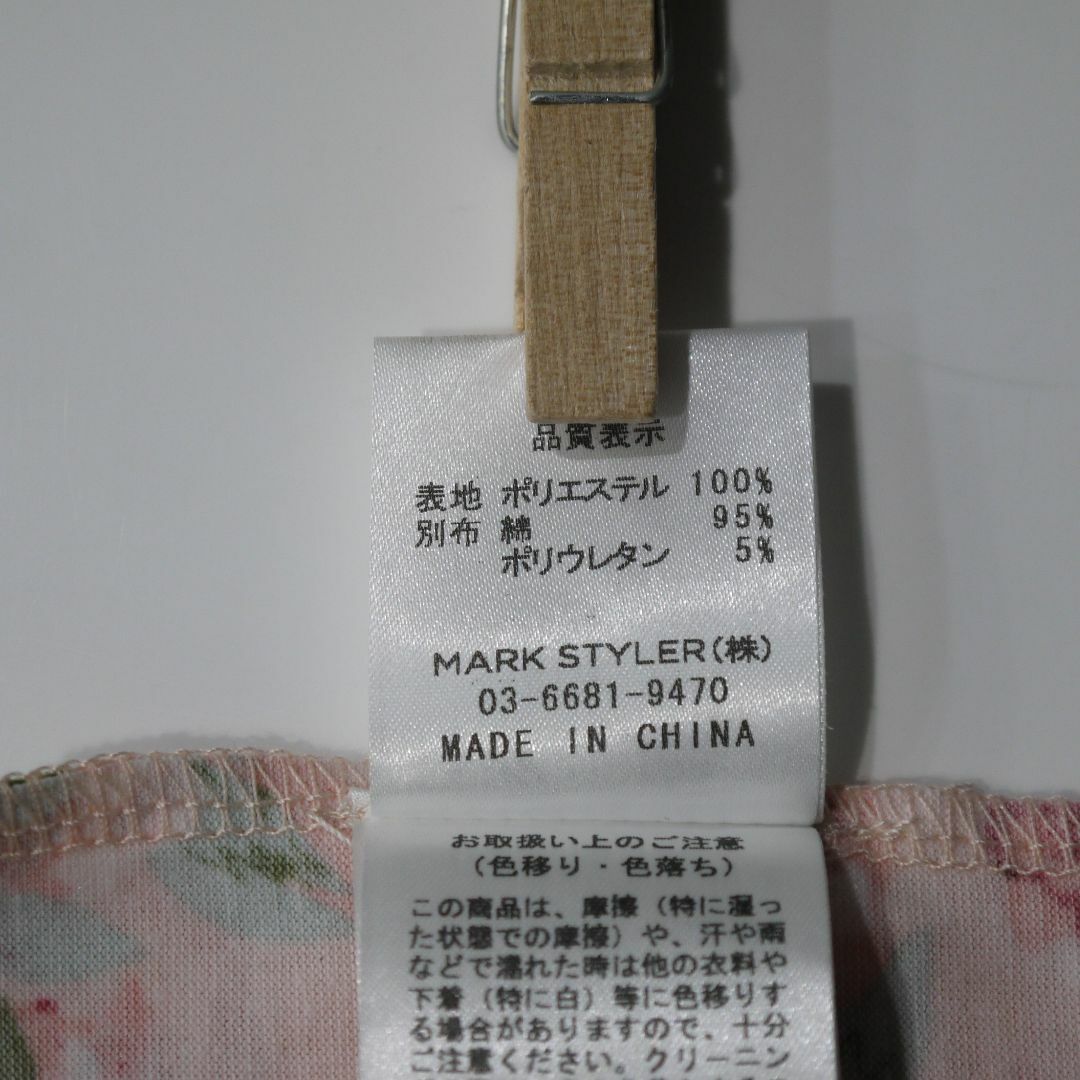 品質表示
表地 ポリエステル 100%
別布 綿 95%
ポリウレタン 5%
MARK STYLER(株)
03-6681-9470
MADE IN CHINA
お取扱い上のご注意
(色移り・色落ち)
この商品は、摩擦(特に湿っ
た状態での摩擦)や、汗や雨
などで濡れた時は他の衣料や
下着(特に白)等に色移りす
る場合がありますので、十分
ご注意ください。クリーニン